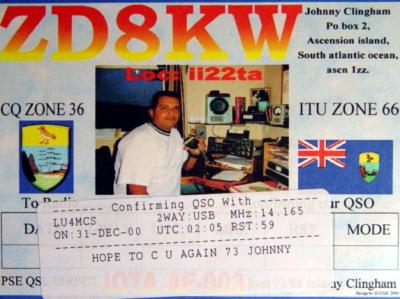 ZD8KW
Johnny Clingham
Po box 2,
Ascension island,
South atlantic ocean,
ascn 1zz.
Loc: ii22ta
CQ ZONE 36
ITU ZONE 66
To Radio
our QSO
DA
RST
MODE
Confirming QSO With
LU4MCS 2WAY:USB MHz:14.165
ON:31-DEC-00 UTC:02:05 RST:59
HOPE TO C U AGAIN 73 JOHNNY
PSE QSL DIRECT
IOTA AF-003
Best 73/88 Johnny Clingham